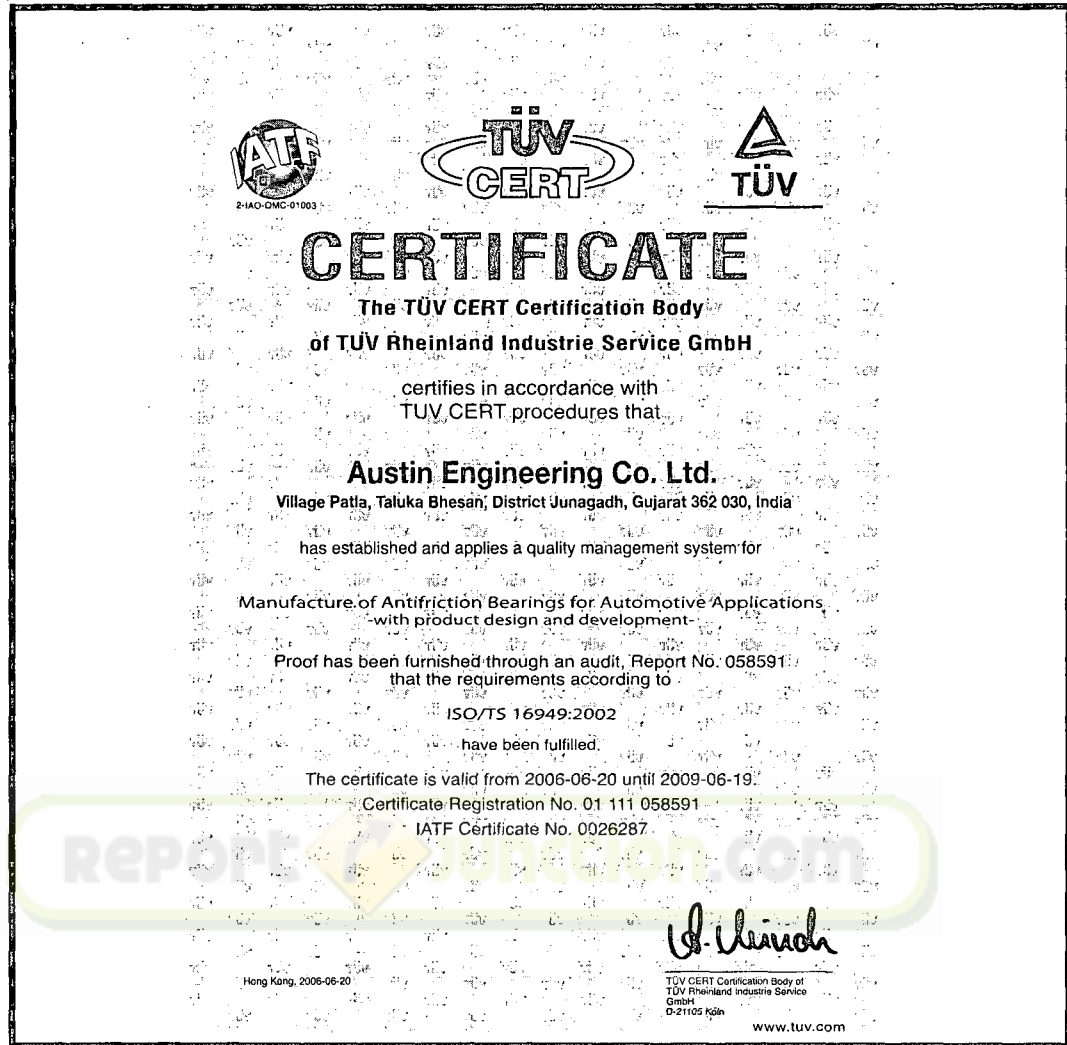 IATF
2-IAO-QMC-01003
TÜV
CERT
TÜV
CERTIFICATE
The TÜV CERT Certification Body
of TÜV Rheinland Industrie Service GmbH
certifies in accordance with
TÜV CERT procedures that
Austin Engineering Co. Ltd.
Village Patla, Taluka Bhesan, District Junagadh, Gujarat 362 030, India
has established and applies a quality management system for
Manufacture of Antifriction Bearings for Automotive Applications
-with product design and development-
Proof has been furnished through an audit, Report No. 058591
that the requirements according to
ISO/TS 16949:2002
have been fulfilled.
The certificate is valid from 2006-06-20 until 2009-06-19.
Certificate Registration No. 01 111 058591
IATF Certificate No. 0026287
Report Junction.com
Hong Kong, 2006-06-20
TÜV CERT Certification Body of
TÜV Rheinland Industrie Service
GmbH
D-21105 Köln
www.tuv.com